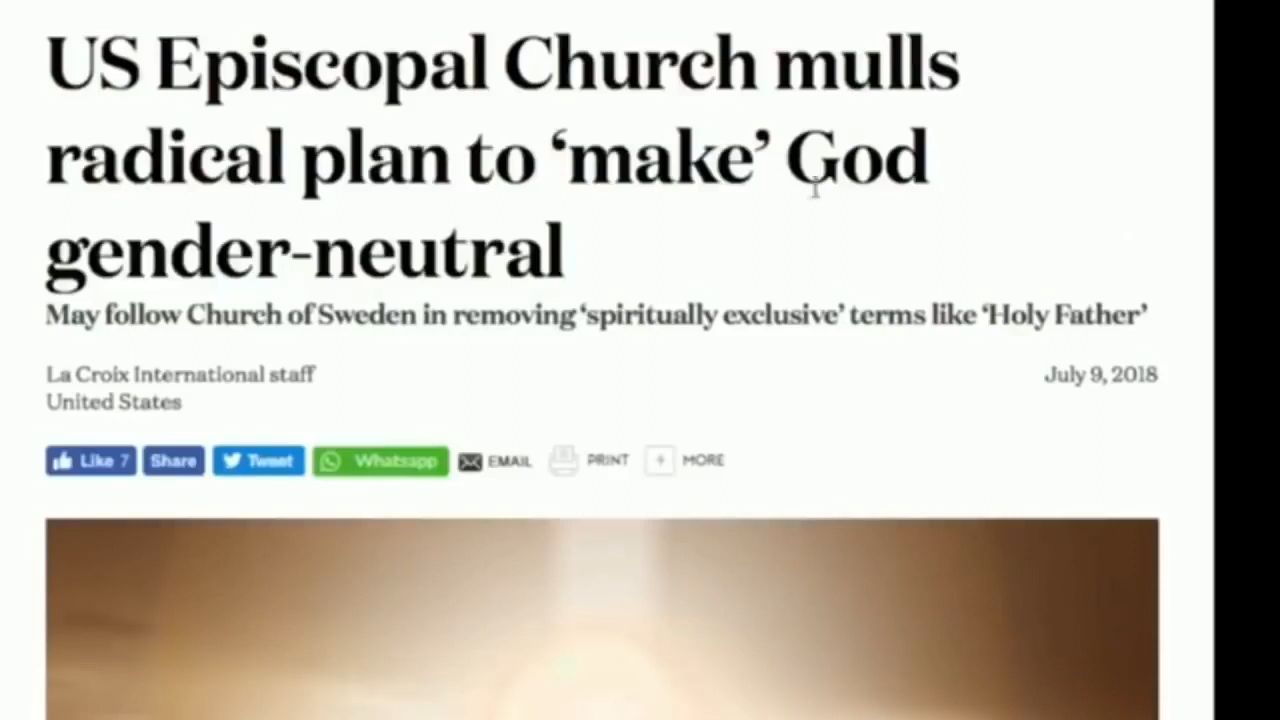 US Episcopal Church mulls
radical plan to ‘make’ God
gender-neutral
May follow Church of Sweden in removing ‘spiritually exclusive’ terms like ‘Holy Father’
La Croix International staff July 9, 2018
United States
Like 7 Share Tweet Whatsapp EMAIL PRINT MORE